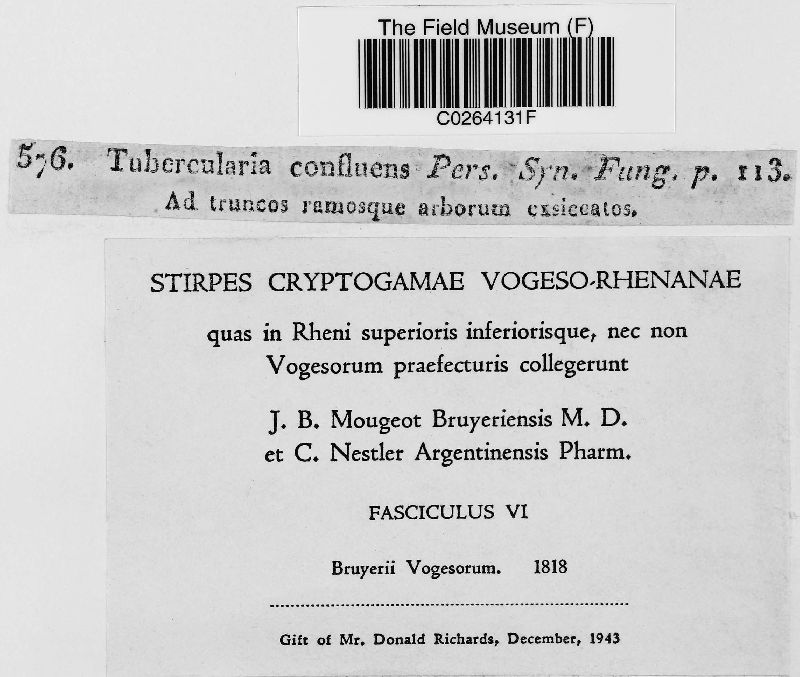 The Field Museum (F)
C0264131F
576. Tubercularia confluens Pers. Syn. Fung. p. 113.
Ad truncos ramosque arborum exsiccatos.
STIRPES CRYPTOGAMAE VOGESO-RHENANAE
quas in Rheni superioris inferiorisque, nec non
Vogesorum praefecturis collegerunt
J. B. Mougeot Bruyeriensis M. D.
et C. Nestler Argentinensis Pharm.
FASCICULUS VI
Bruyerii Vogesorum. 1818
Gift of Mr. Donald Richards, December, 1943